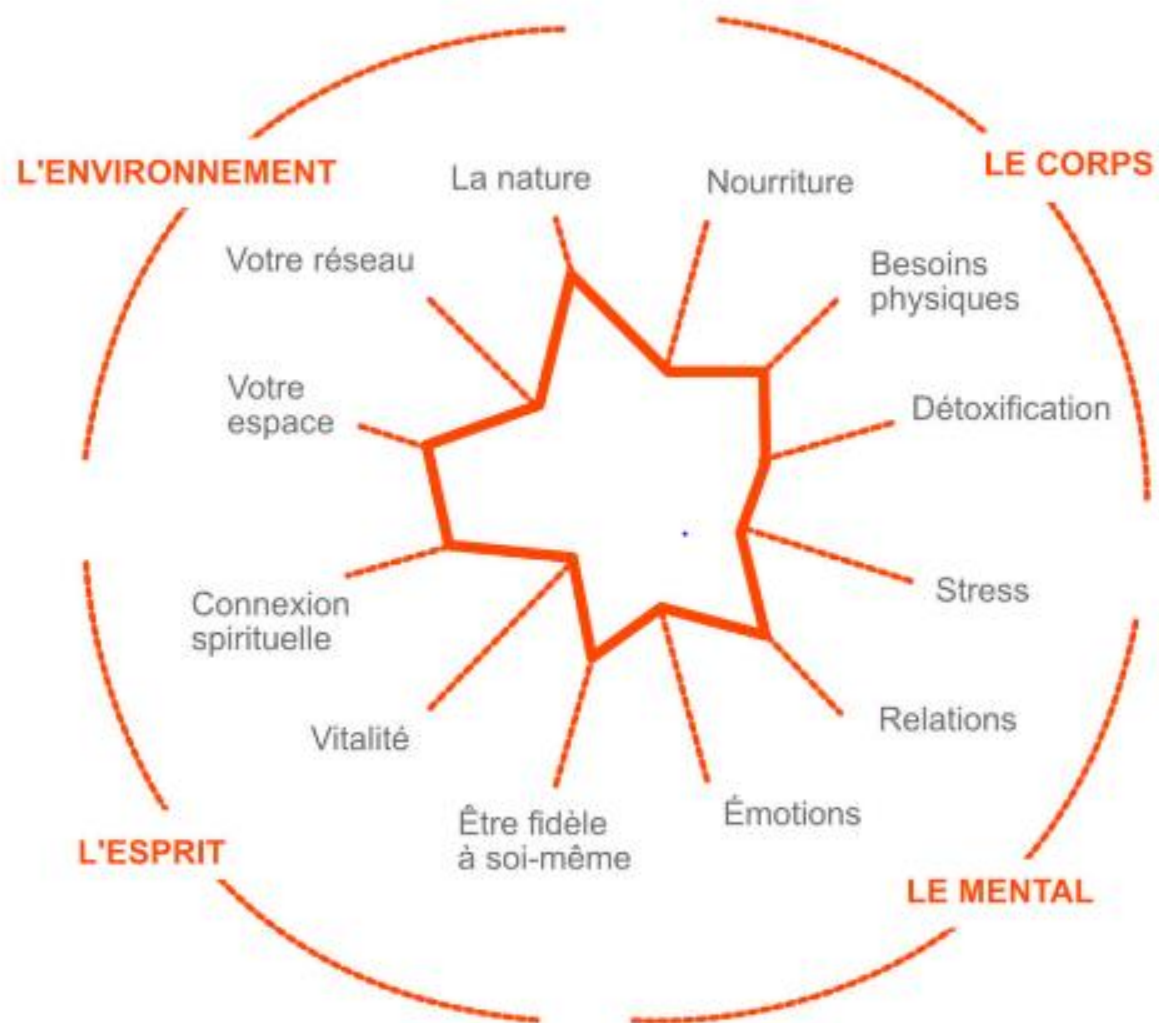 L'ENVIRONNEMENT
LE CORPS
La nature
Nourriture
Votre réseau
Besoins
physiques
Votre
espace
Détoxification
Connexion
spirituelle
Stress
Vitalité
Relations
Être fidèle
à soi-même
Émotions
L'ESPRIT
LE MENTAL